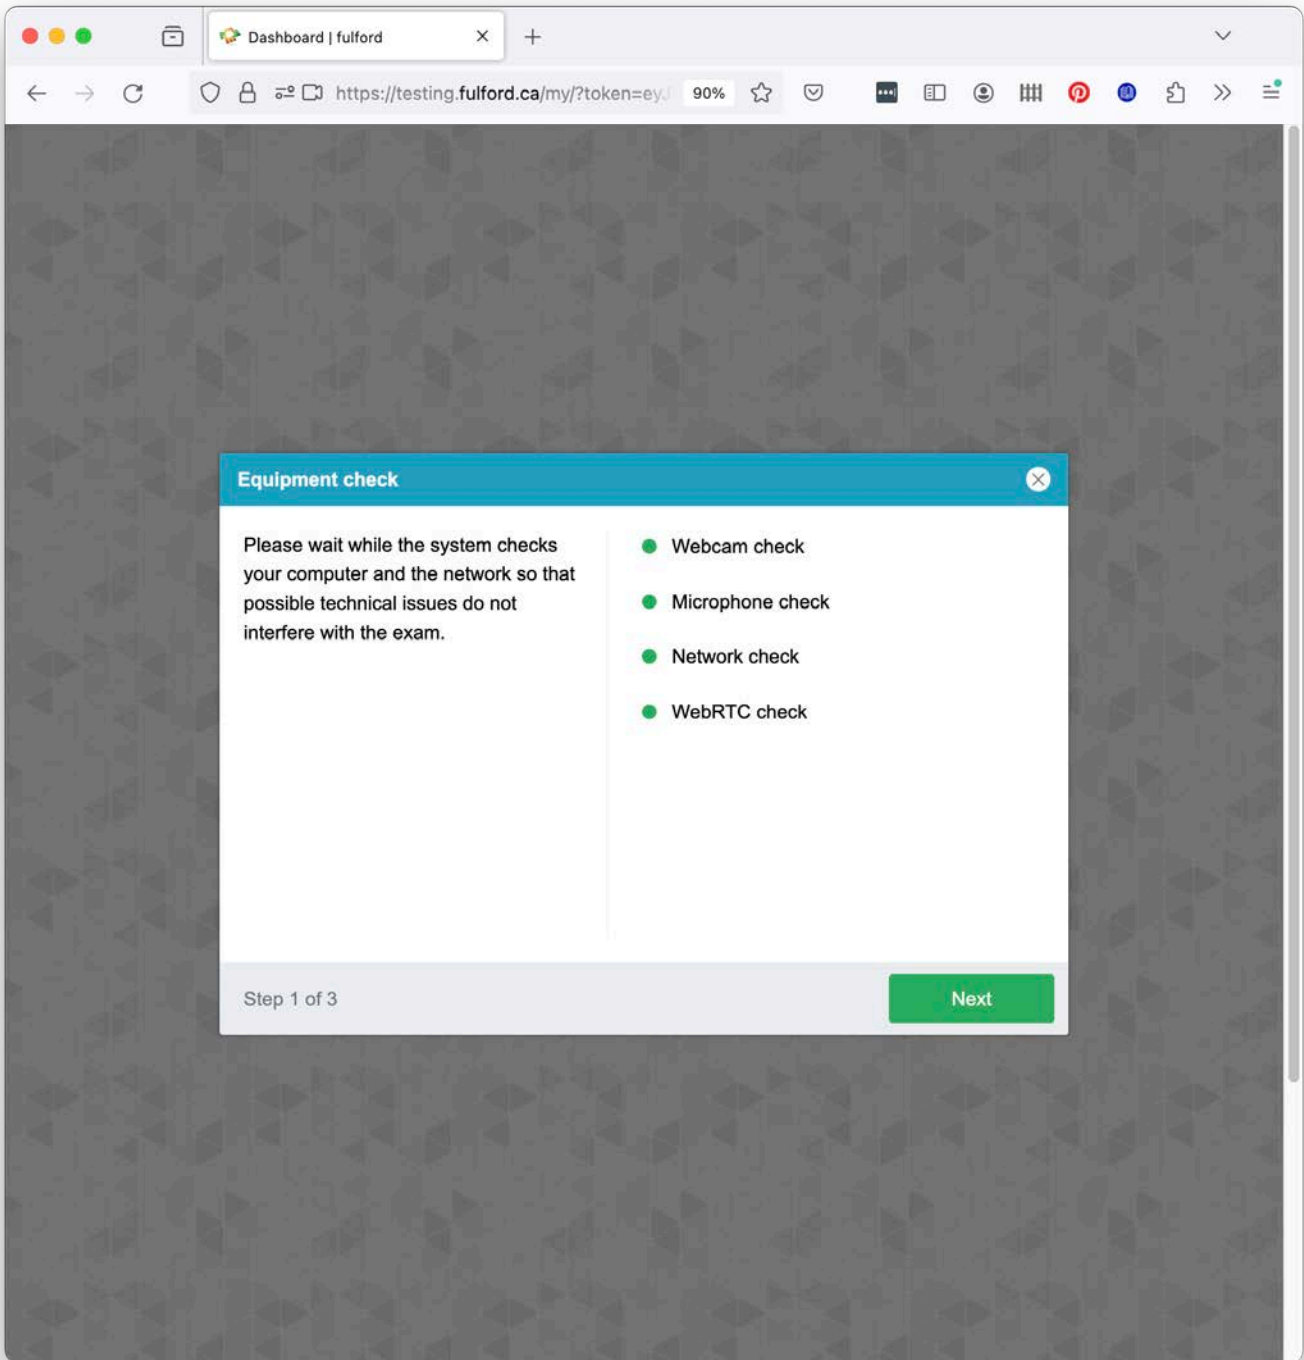 Dashboard | fulford
https://testing.fulford.ca/my/?token=eyJ
90%
Equipment check
Please wait while the system checks
your computer and the network so that
possible technical issues do not
interfere with the exam.
Webcam check
Microphone check
Network check
WebRTC check
Step 1 of 3
Next